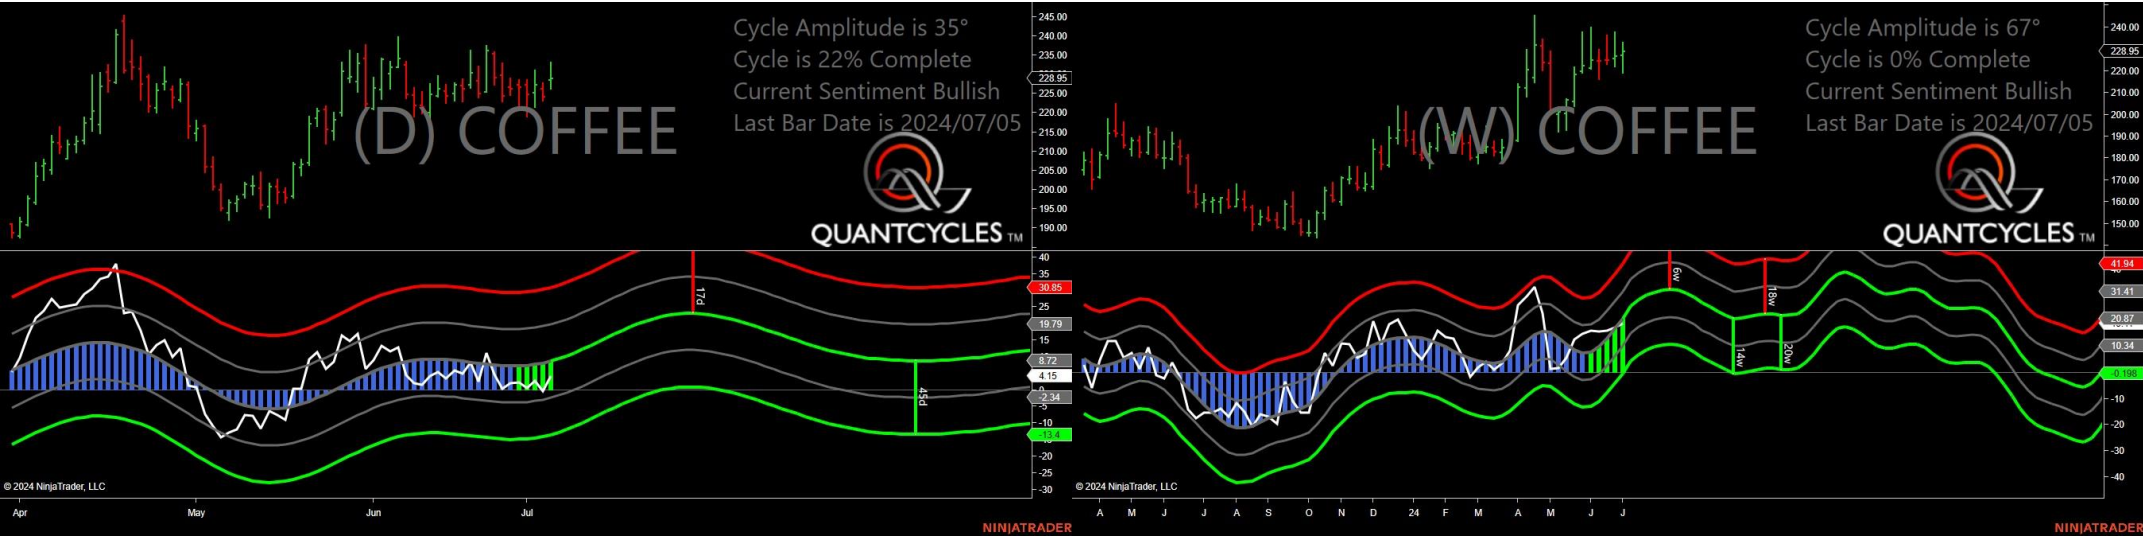 Cycle Amplitude is 35°
Cycle is 22% Complete
Current Sentiment Bullish
Last Bar Date is 2024/07/05
(D) COFFEE
QUANTCYCLES TM
245.00
240.00
235.00
228.95
225.00
220.00
215.00
210.00
205.00
200.00
195.00
190.00
40
35
30.85
25
19.79
15
8.72
4.15
0
-2.34
-5
-10
-13.4
-20
-25
-30
17d
45d
© 2024 NinjaTrader, LLC
Apr May Jun Jul
NINJATRADER
Cycle Amplitude is 67°
Cycle is 0% Complete
Current Sentiment Bullish
Last Bar Date is 2024/07/05
(W) COFFEE
QUANTCYCLES TM
240.00
228.95
220.00
210.00
200.00
190.00
180.00
170.00
160.00
150.00
41.94
31.41
20.87
10.34
-0.198
-10
-20
-30
-40
6w
18w
14w
20w
© 2024 NinjaTrader, LLC
A M J J A S O N D 24 F M A M J J
NINJATRADER